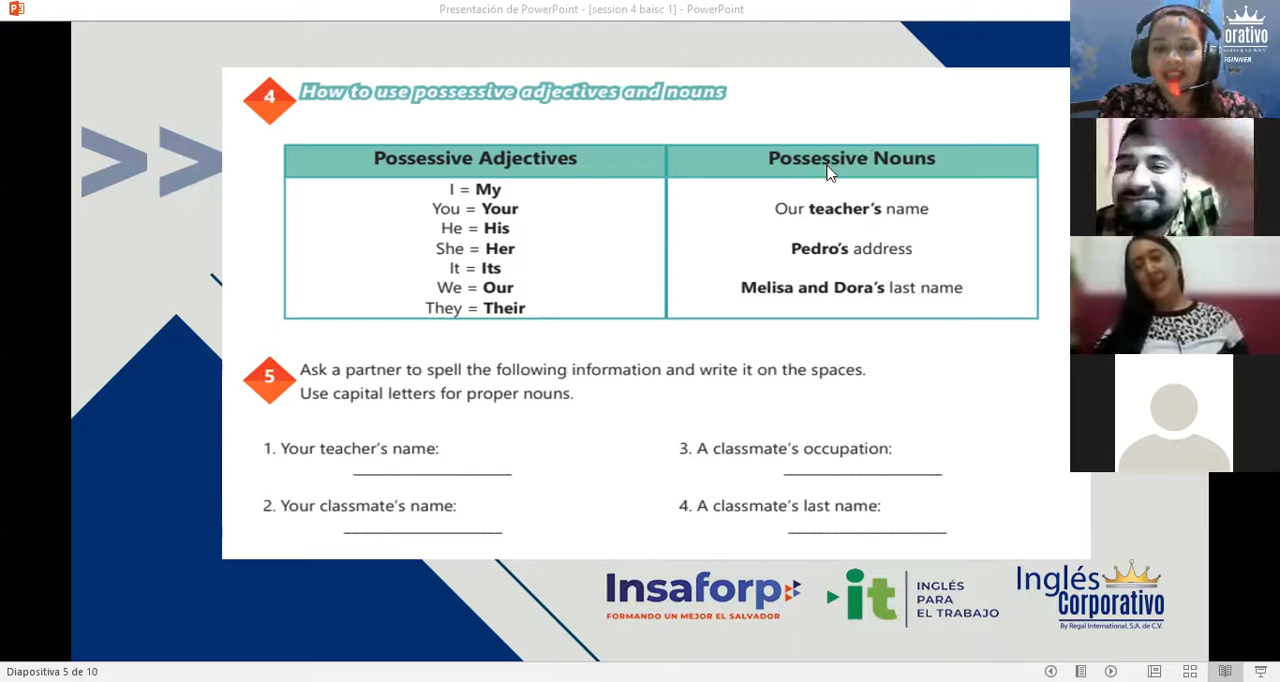 Presentación de PowerPoint - [session 4 baisc 1] - PowerPoint
orativo
4
How to use possessive adjectives and nouns
Possessive Adjectives
Possessive Nouns
I = My
You = Your
He = His
She = Her
It = Its
We = Our
They = Their
Our teacher's name
Pedro's address
Melisa and Dora's last name
5
Ask a partner to spell the following information and write it on the spaces.
Use capital letters for proper nouns.
1. Your teacher's name:
3. A classmate's occupation:
2. Your classmate's name:
4. A classmate's last name:
Insaforp
FORMANDO UN MEJOR EL SALVADOR
it
INGLÉS
PARA
EL TRABAJO
Inglés
Corporativo
By Regal International, S.A. de C.V.
Diapositiva 5 de 10